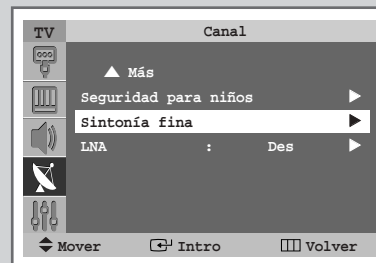 TV Canal
▲ Más
Seguridad para niños ▶
Sintonía fina ▶
LNA : Des ▶
Mover Intro Volver